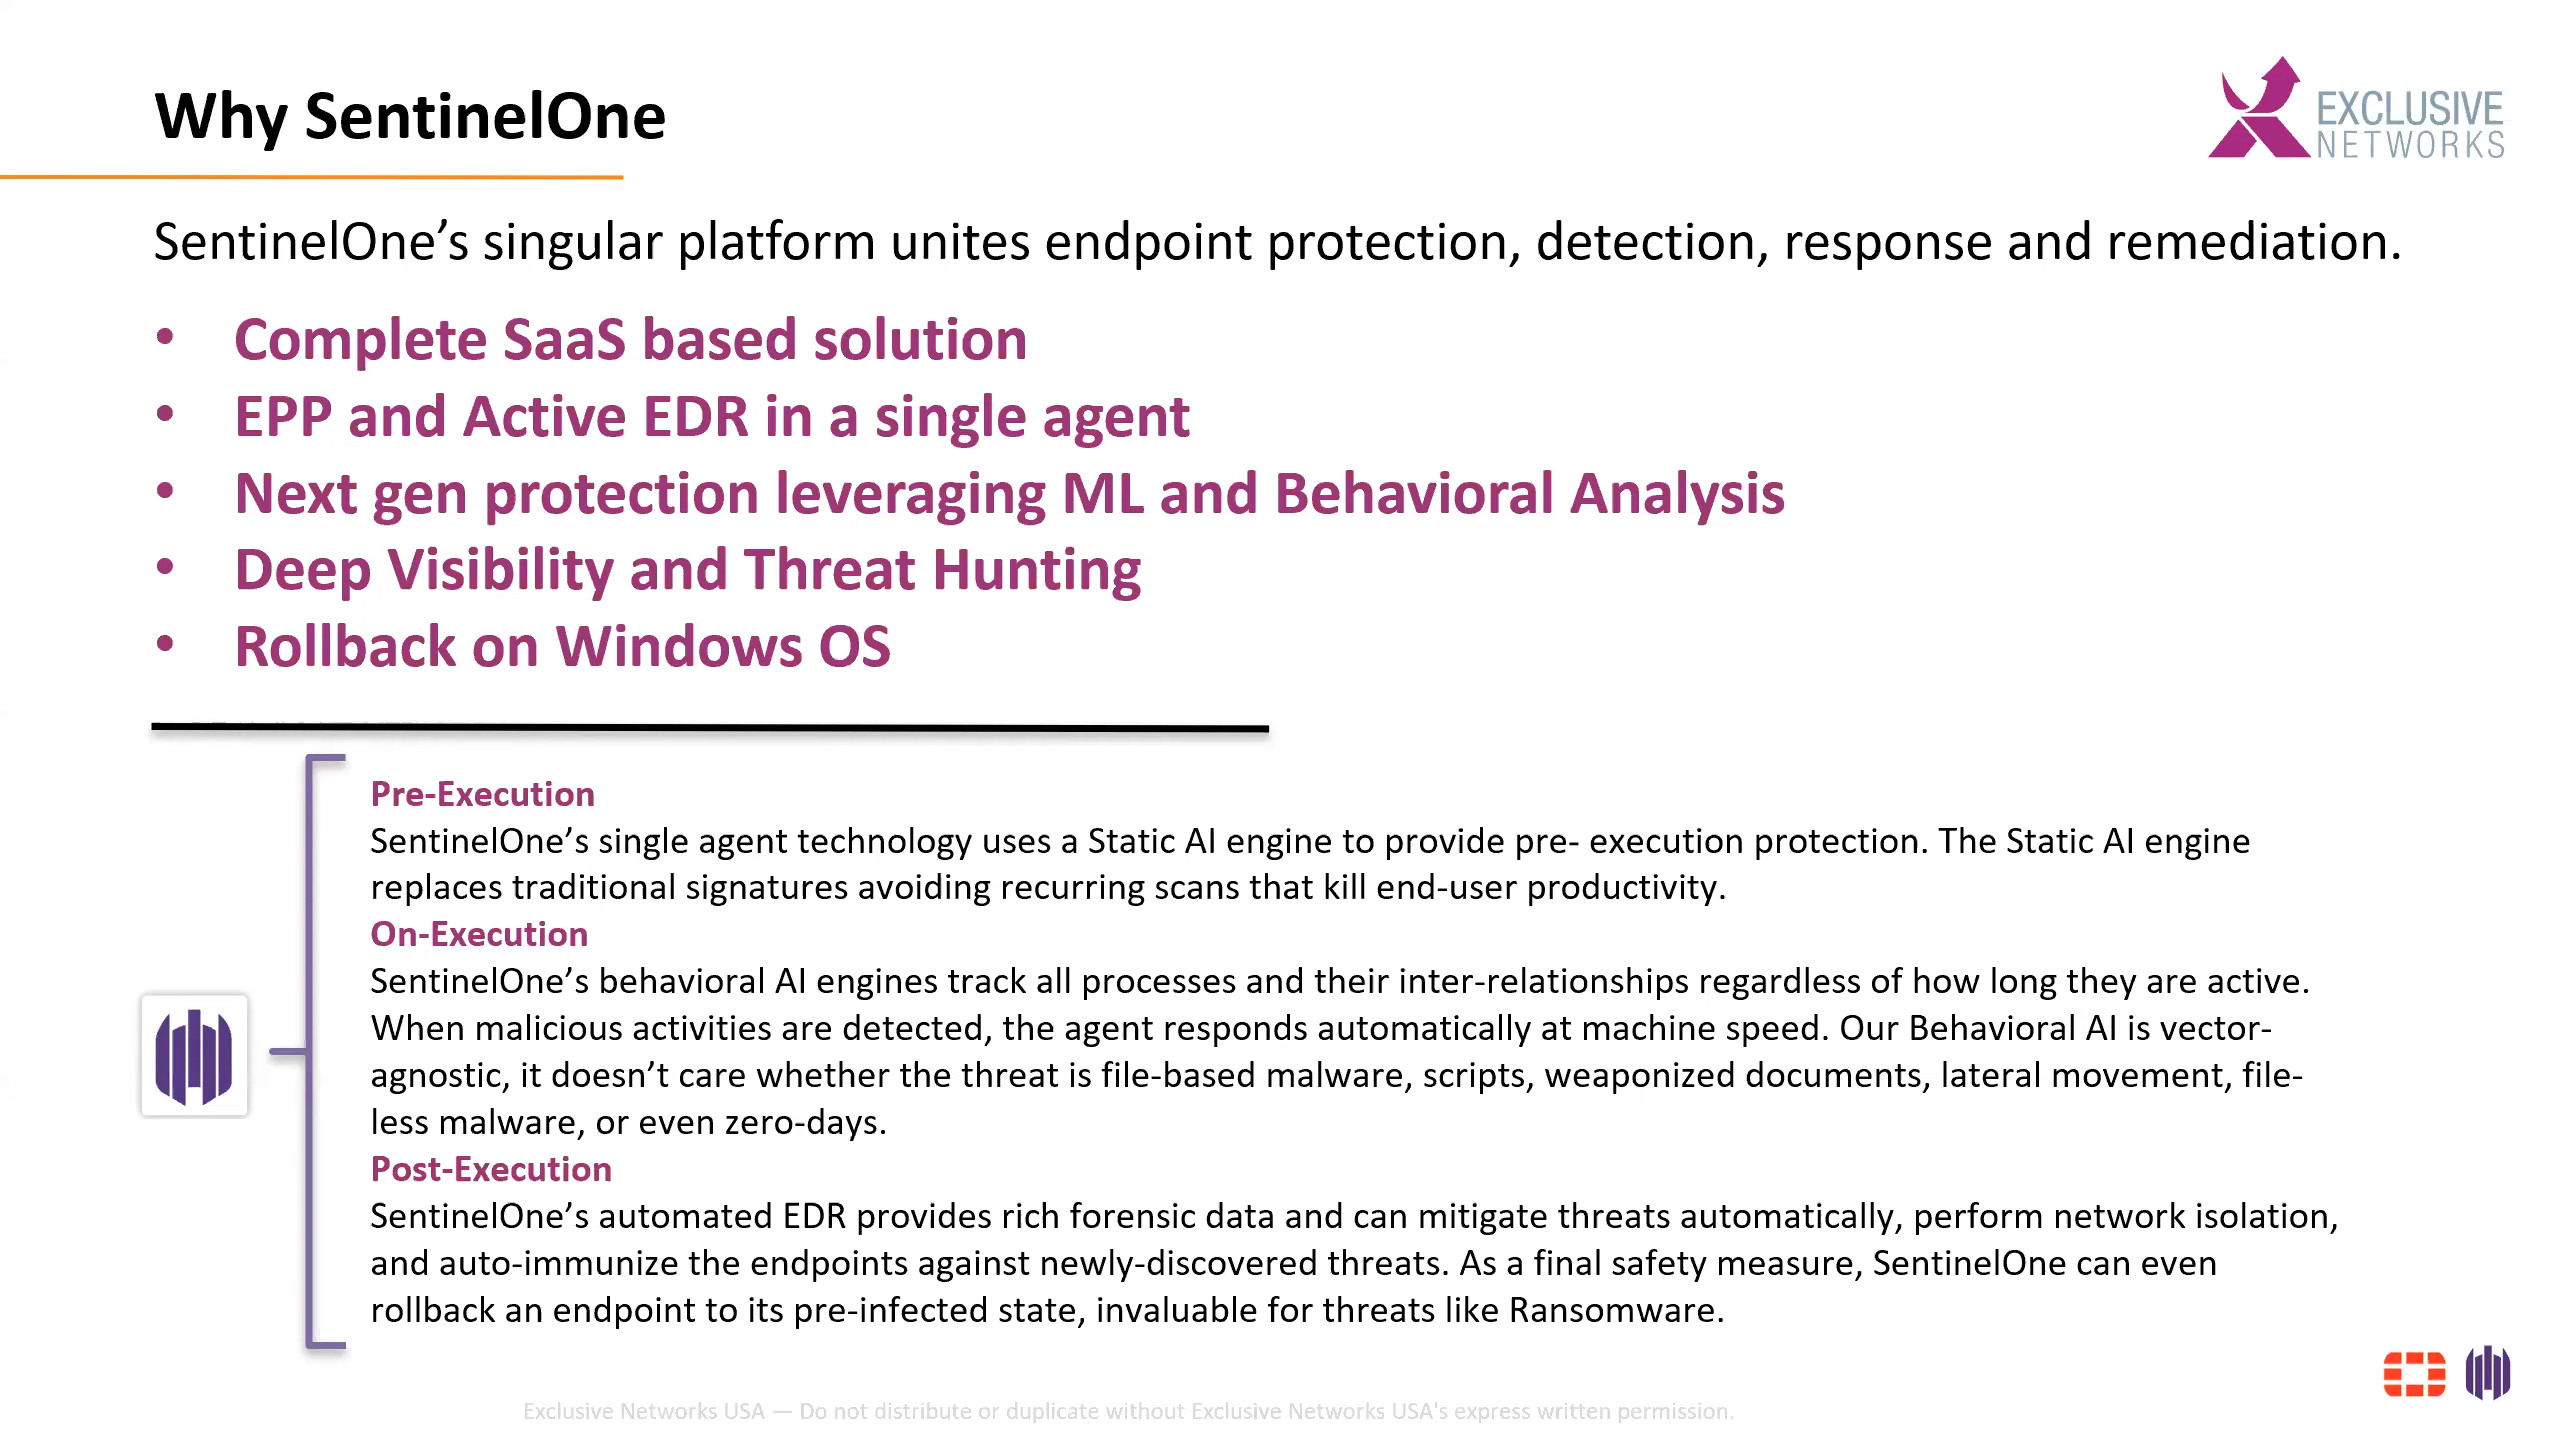 Why SentinelOne
EXCLUSIVE
NETWORKS
SentinelOne’s singular platform unites endpoint protection, detection, response and remediation.
• Complete SaaS based solution
• EPP and Active EDR in a single agent
• Next gen protection leveraging ML and Behavioral Analysis
• Deep Visibility and Threat Hunting
• Rollback on Windows OS
Pre-Execution
SentinelOne’s single agent technology uses a Static AI engine to provide pre- execution protection. The Static AI engine
replaces traditional signatures avoiding recurring scans that kill end-user productivity.
On-Execution
SentinelOne’s behavioral AI engines track all processes and their inter-relationships regardless of how long they are active.
When malicious activities are detected, the agent responds automatically at machine speed. Our Behavioral AI is vector-
agnostic, it doesn’t care whether the threat is file-based malware, scripts, weaponized documents, lateral movement, file-
less malware, or even zero-days.
Post-Execution
SentinelOne’s automated EDR provides rich forensic data and can mitigate threats automatically, perform network isolation,
and auto-immunize the endpoints against newly-discovered threats. As a final safety measure, SentinelOne can even
rollback an endpoint to its pre-infected state, invaluable for threats like Ransomware.
Exclusive Networks USA — Do not distribute or duplicate without Exclusive Networks USA's express written permission.